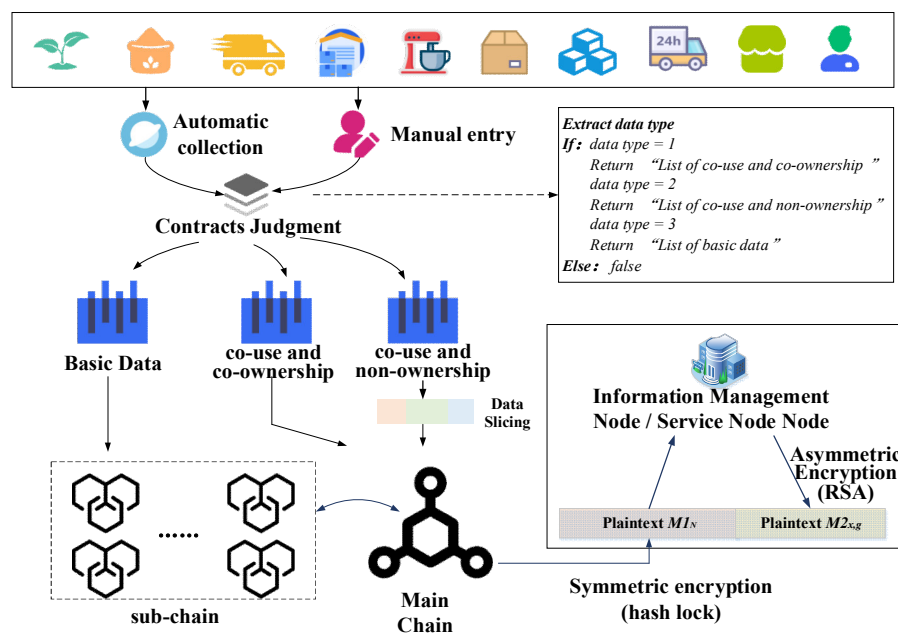 24h
Automatic
collection
Manual entry
Extract data type
If: data type = 1
Return “List of co-use and co-ownership ”
data type = 2
Return “List of co-use and non-ownership”
data type = 3
Return “List of basic data ”
Else: false
Contracts Judgment
Basic Data
co-use and
co-ownership
co-use and
non-ownership
Data
Slicing
Information Management
Node / Service Node Node
Asymmetric
Encryption
(RSA)
Plaintext M1N
Plaintext M2x,g
......
sub-chain
Main
Chain
Symmetric encryption
(hash lock)